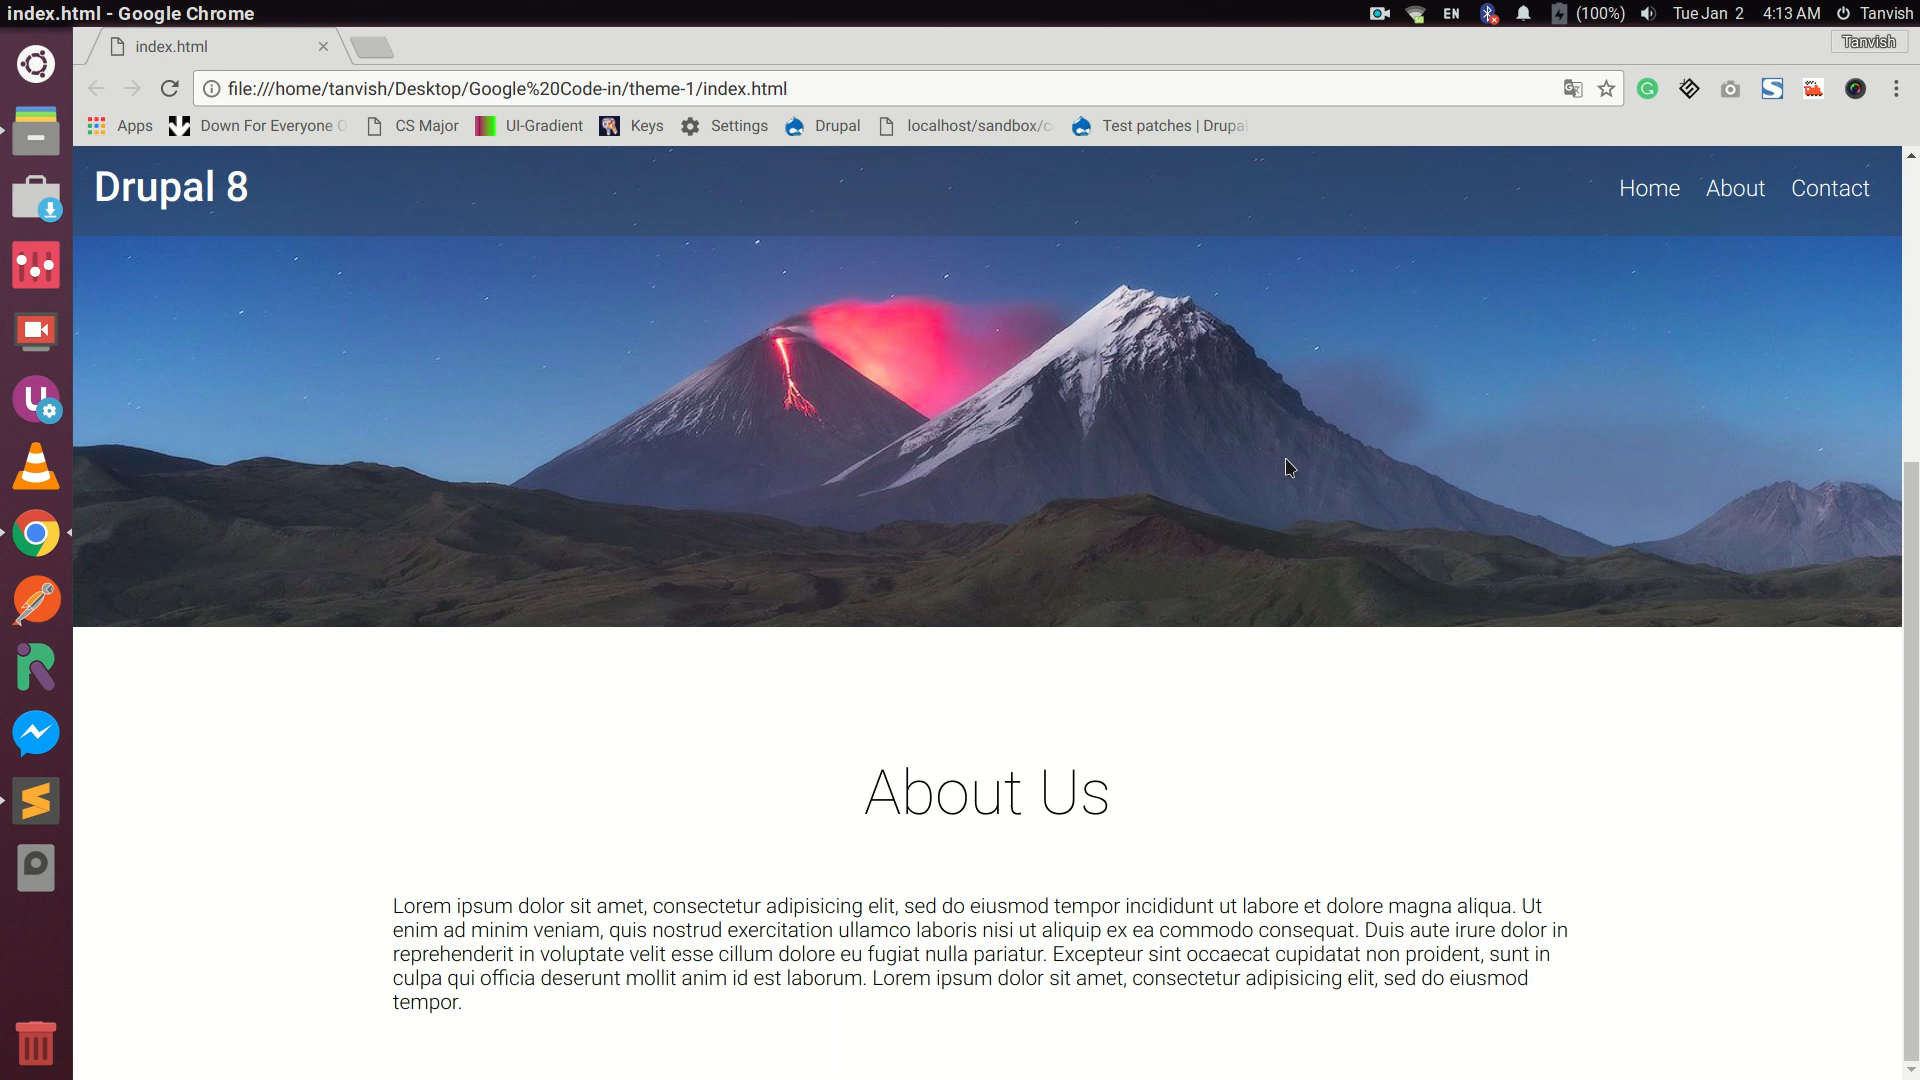 index.html - Google Chrome
EN
(100%)
Tue Jan 2
4:13 AM
Tanvish
index.html
Tanvish
file:///home/tanvish/Desktop/Google%20Code-in/theme-1/index.html
Apps
Down For Everyone O
CS Major
UI-Gradient
Keys
Settings
Drupal
localhost/sandbox/c
Test patches | Drupal
Drupal 8
Home
About
Contact
About Us
Lorem ipsum dolor sit amet, consectetur adipisicing elit, sed do eiusmod tempor incididunt ut labore et dolore magna aliqua. Ut
enim ad minim veniam, quis nostrud exercitation ullamco laboris nisi ut aliquip ex ea commodo consequat. Duis aute irure dolor in
reprehenderit in voluptate velit esse cillum dolore eu fugiat nulla pariatur. Excepteur sint occaecat cupidatat non proident, sunt in
culpa qui officia deserunt mollit anim id est laborum. Lorem ipsum dolor sit amet, consectetur adipisicing elit, sed do eiusmod
tempor.